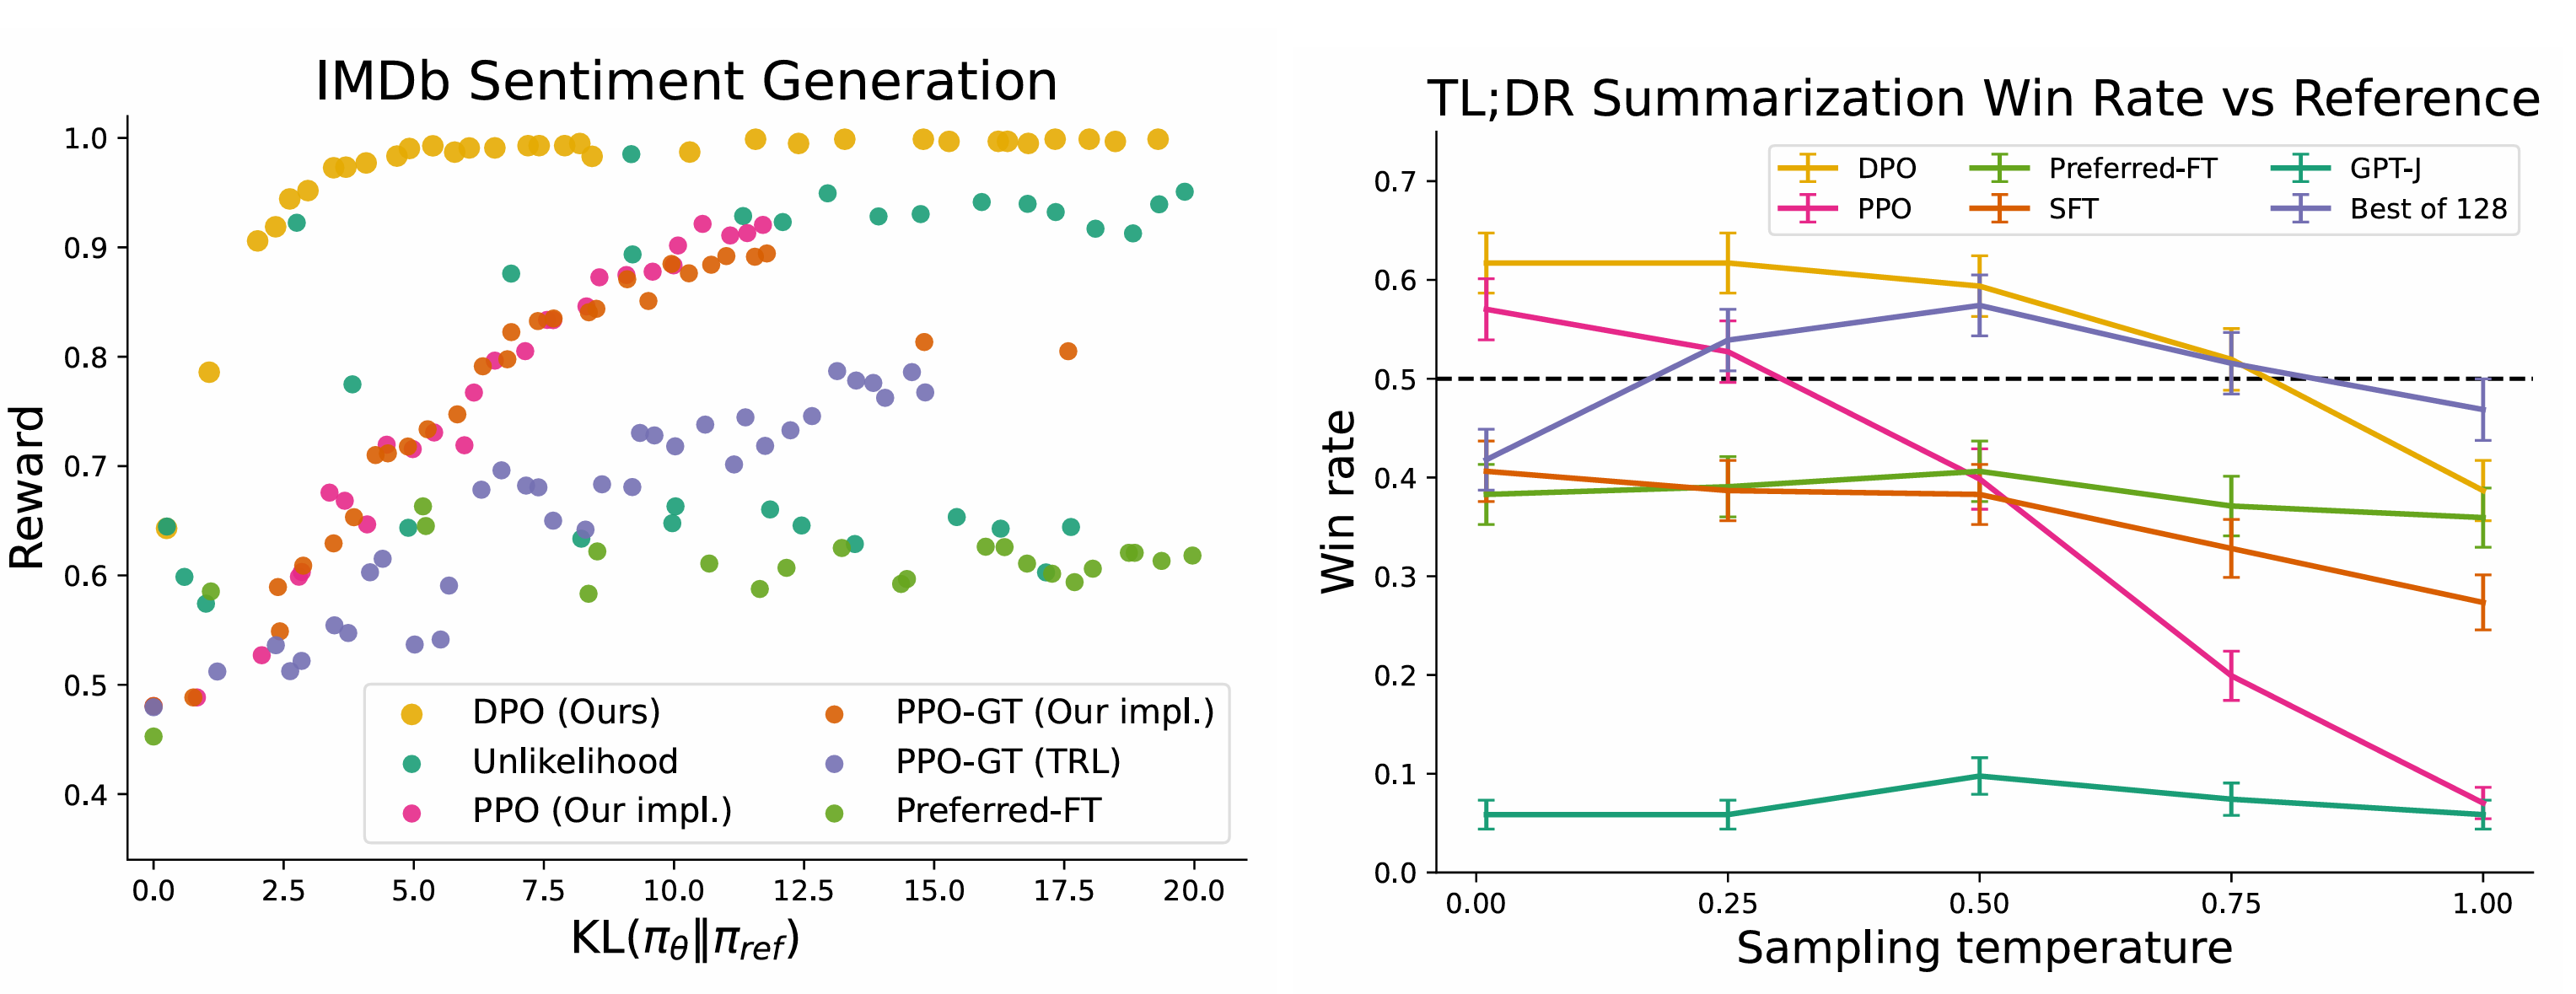 IMDb Sentiment Generation
1.0
0.9
0.8
0.7
0.6
0.5
0.4
Reward
DPO (Ours)
Unlikelihood
PPO (Our impl.)
PPO-GT (Our impl.)
PPO-GT (TRL)
Preferred-FT
0.0 2.5 5.0 7.5 10.0 12.5 15.0 17.5 20.0
KL(π_θ‖π_ref)
TL;DR Summarization Win Rate vs Reference
DPO
PPO
Preferred-FT
SFT
GPT-J
Best of 128
0.7
0.6
0.5
0.4
0.3
0.2
0.1
0.0
Win rate
0.00 0.25 0.50 0.75 1.00
Sampling temperature